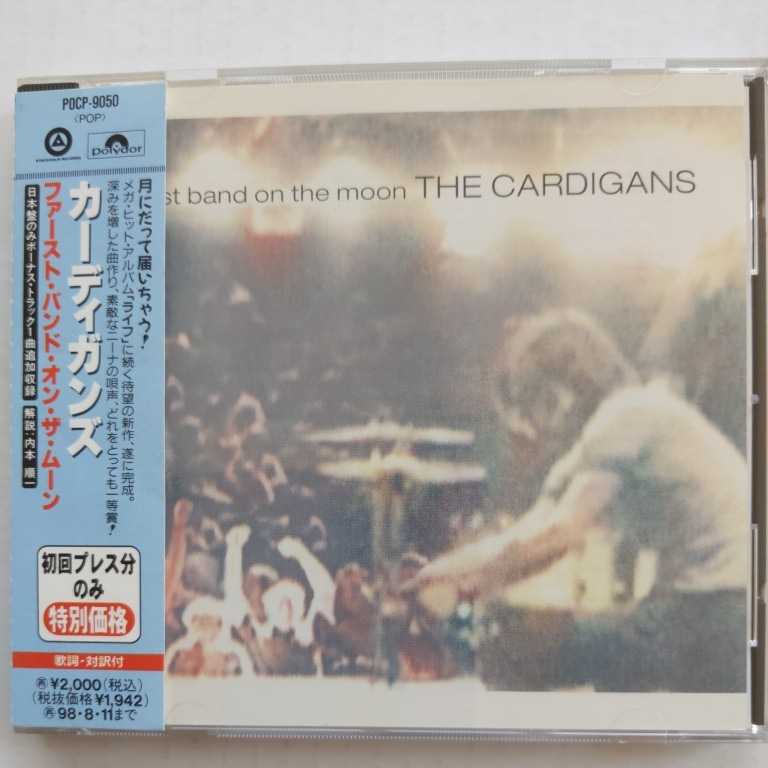 POCP-9050
〈POP〉
STOCKHOLM RECORDS
Polydor
月にだって届いちゃう!
メガ・ヒット・アルバム「ライフ」に続く待望の新作、遂に完成。
深みを増した曲作り、素敵なニーナの唄声、どれをとっても一等賞!
カーディガンズ
ファースト・バンド・オン・ザ・ムーン
日本盤のみボーナス・トラック1曲追加収録
解説:内本 順一
初回プレス分
のみ
特別価格
歌詞・対訳付
再¥2,000(税込)
(税抜価格¥1,942)
再98・8・11まで
st band on the moon THE CARDIGANS